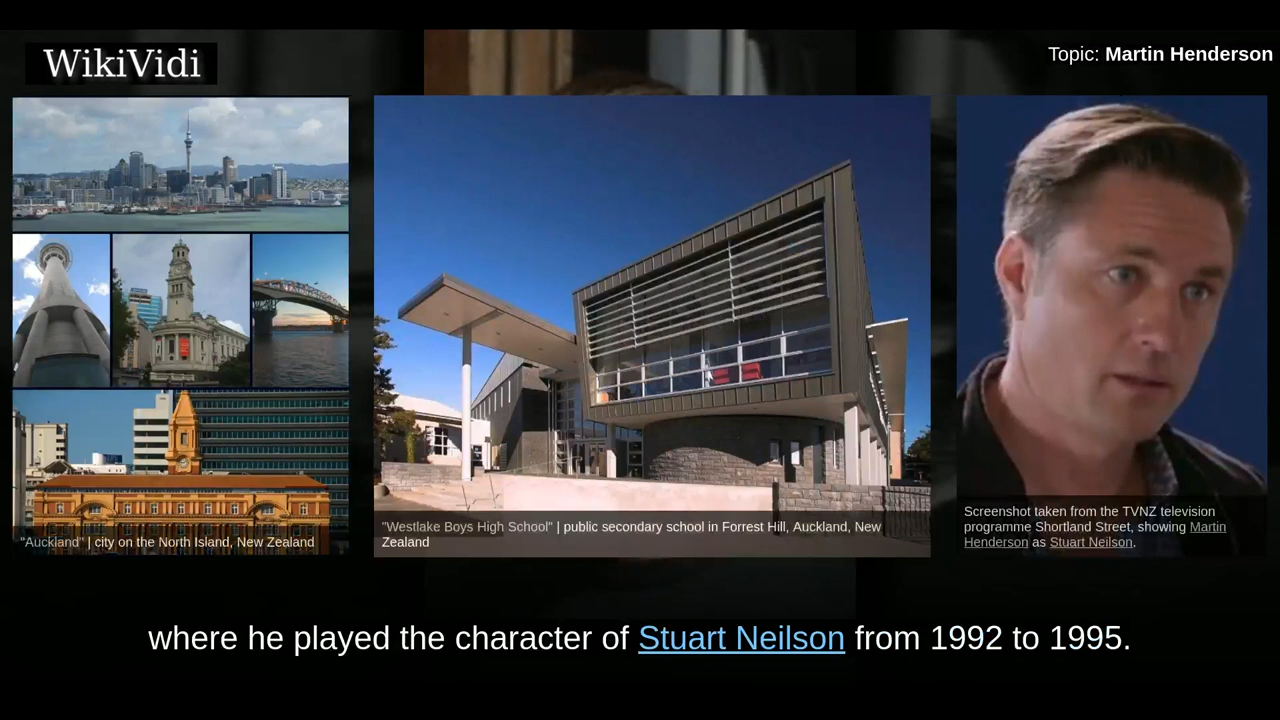 WikiVidi
Topic: Martin Henderson
"Auckland" | city on the North Island, New Zealand
"Westlake Boys High School" | public secondary school in Forrest Hill, Auckland, New
Zealand
Screenshot taken from the TVNZ television
programme Shortland Street, showing Martin
Henderson as Stuart Neilson.
where he played the character of Stuart Neilson from 1992 to 1995.